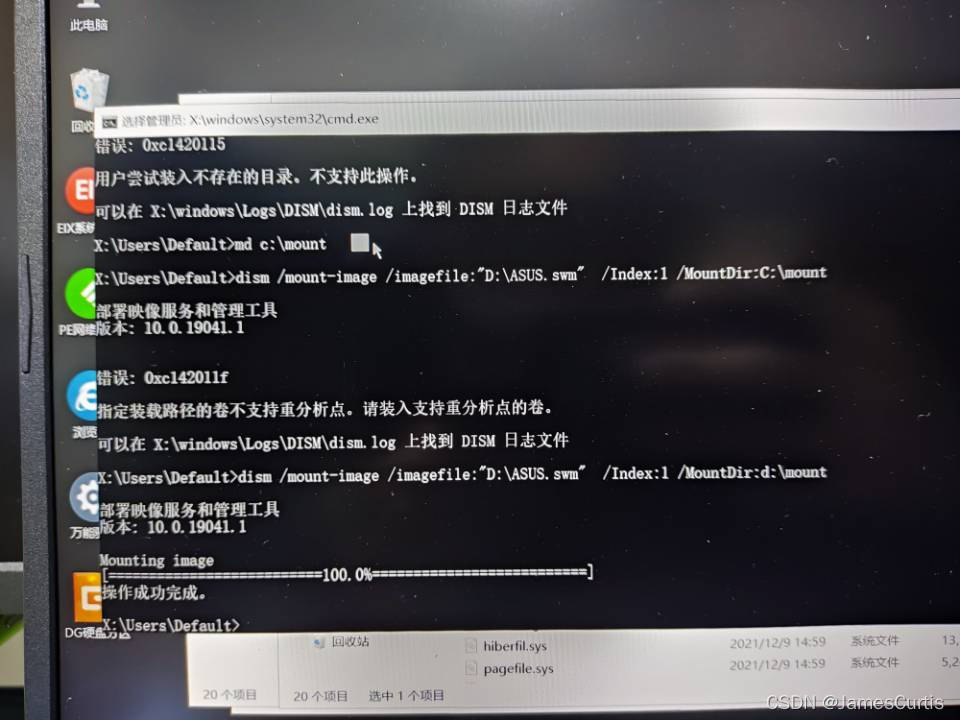 此电脑
回收
选择管理员: X:\windows\system32\cmd.exe
错误: 0xc1420115
用户尝试装入不存在的目录。不支持此操作。
EIX系统
可以在 X:\windows\Logs\DISM\dism.log 上找到 DISM 日志文件
X:\Users\Default>md c:\mount
X:\Users\Default>dism /mount-image /imagefile:"D:\ASUS.swm"  /Index:1 /MountDir:C:\mount
部署映像服务和管理工具
PE网络
版本: 10.0.19041.1
错误: 0xc142011f
指定装载路径的卷不支持重分析点。请装入支持重分析点的卷。
浏览
可以在 X:\windows\Logs\DISM\dism.log 上找到 DISM 日志文件
X:\Users\Default>dism /mount-image /imagefile:"D:\ASUS.swm"  /Index:1 /MountDir:d:\mount
部署映像服务和管理工具
万能
版本: 10.0.19041.1
Mounting image
[==========================100.0%==========================]
操作成功完成。
X:\Users\Default>
DG硬盘分区
回收站
hiberfil.sys 2021/12/9 14:59 系统文件 13,
pagefile.sys 2021/12/9 14:59 系统文件 5,2
20 个项目 20 个项目 选中 1 个项目
CSDN @JamesCurtis